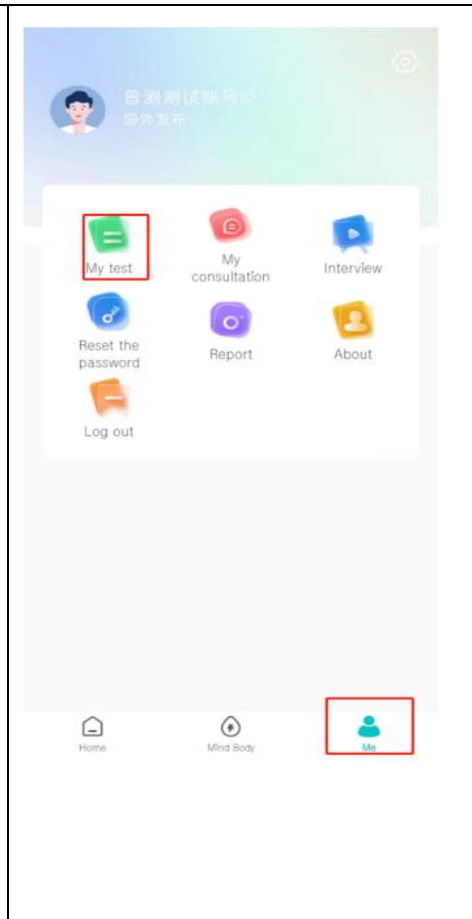 普测测试账号02
国外发布
My test
My
consultation
Interview
Reset the
password
Report
About
Log out
Home
Mind Body
Me